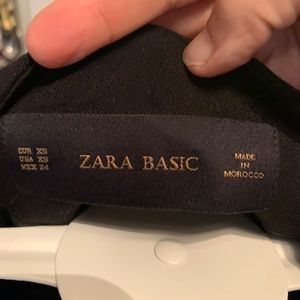 EUR XS
USA XS
MEX 24
ZARA BASIC
MADE
IN
MOROCCO